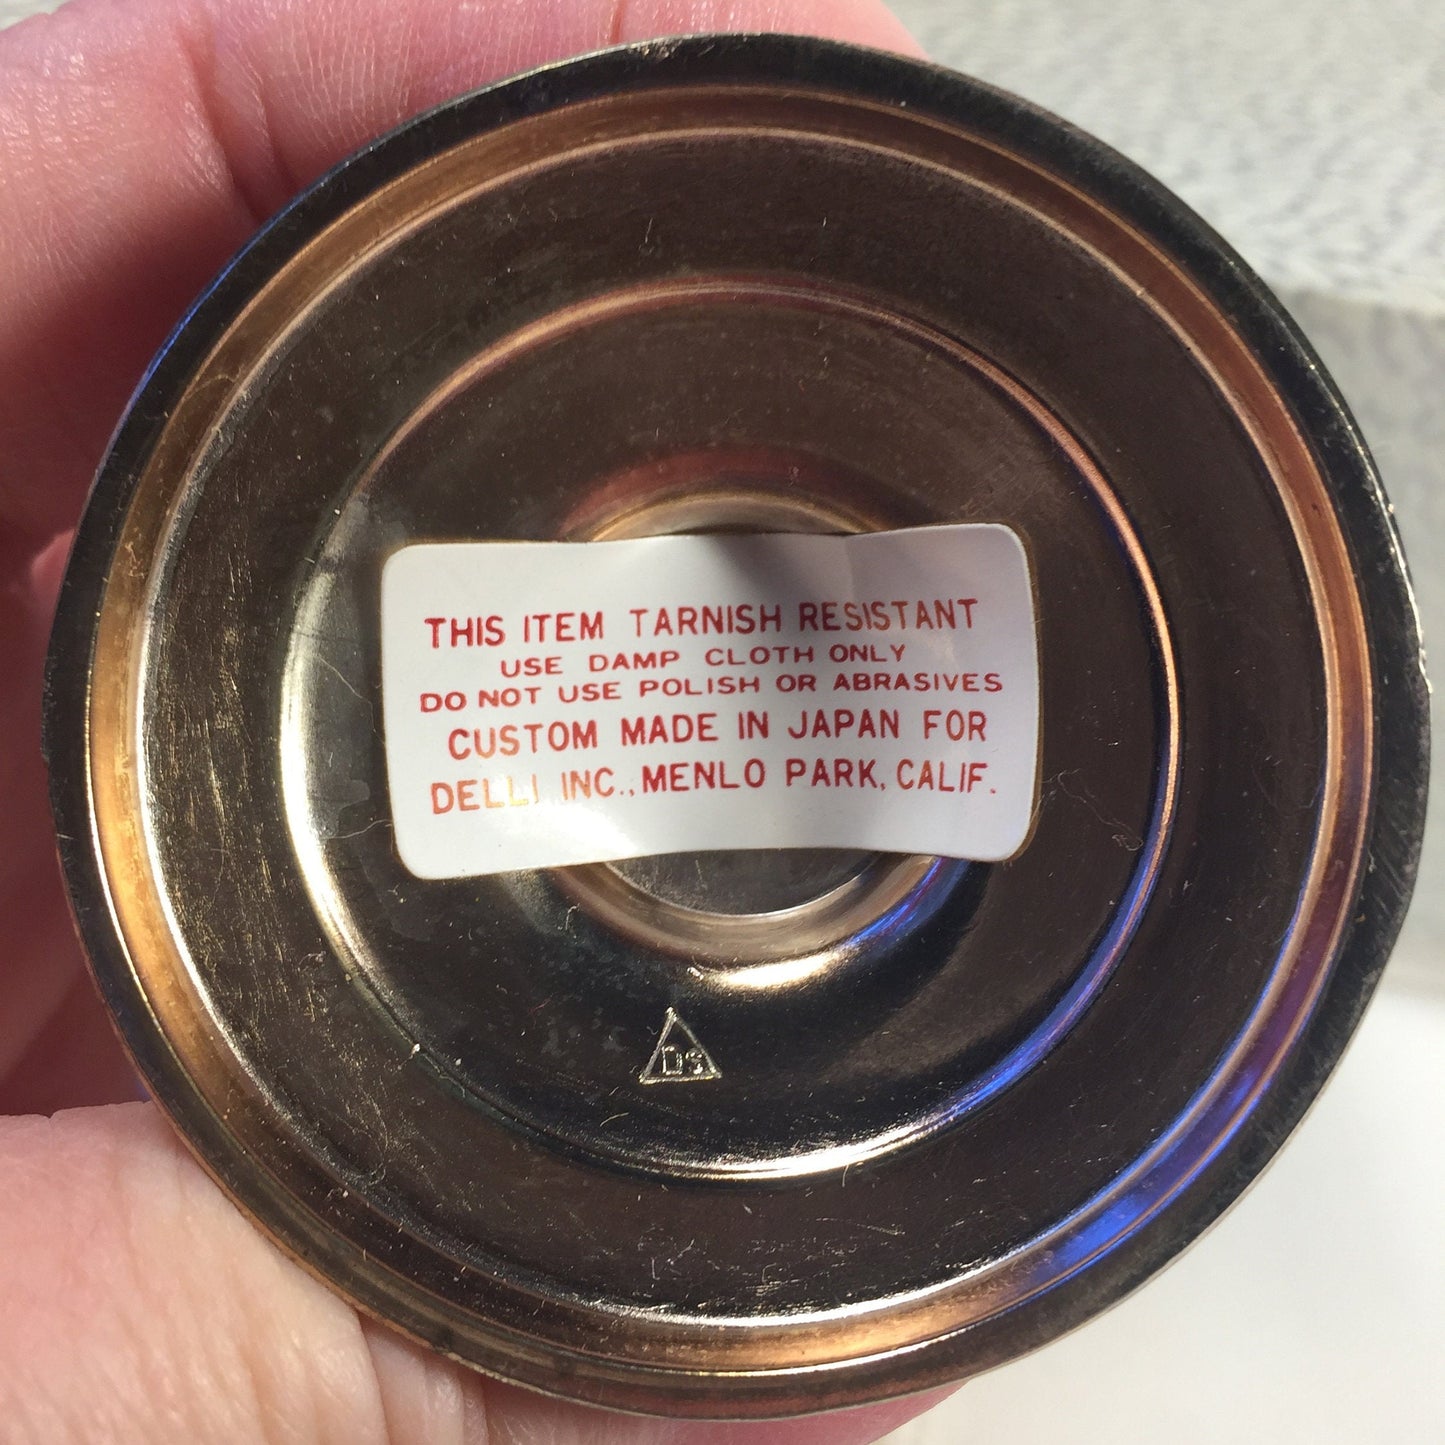 THIS ITEM TARNISH RESISTANT
USE DAMP CLOTH ONLY
DO NOT USE POLISH OR ABRASIVES
CUSTOM MADE IN JAPAN FOR
DELLI INC., MENLO PARK, CALIF.